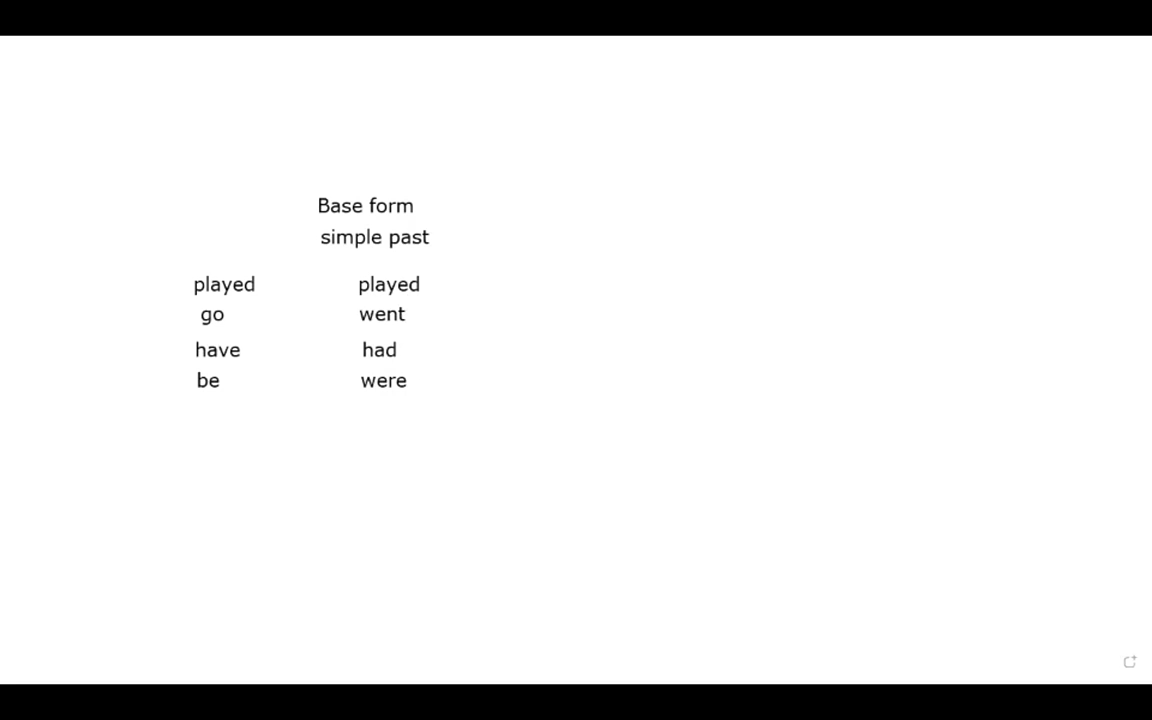 Base form
simple past
played played
go went
have had
be were